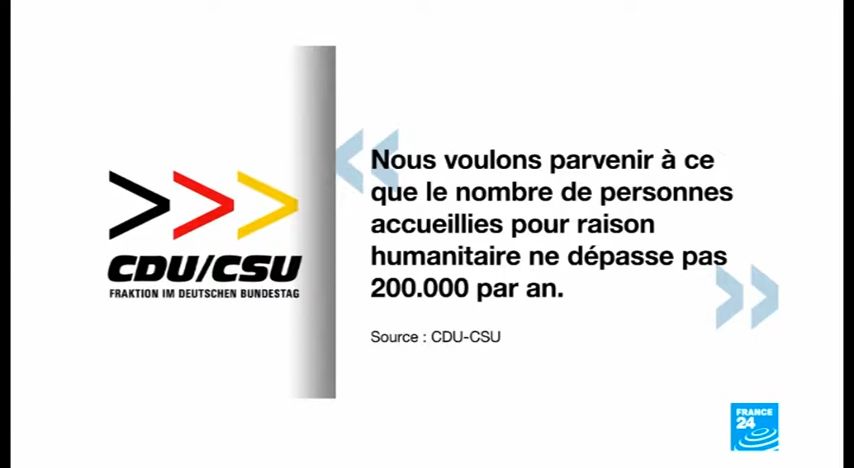 CDU/CSU
FRAKTION IM DEUTSCHEN BUNDESTAG
«
Nous voulons parvenir à ce
que le nombre de personnes
accueillies pour raison
humanitaire ne dépasse pas
200.000 par an.
»
Source : CDU-CSU
FRANCE
24